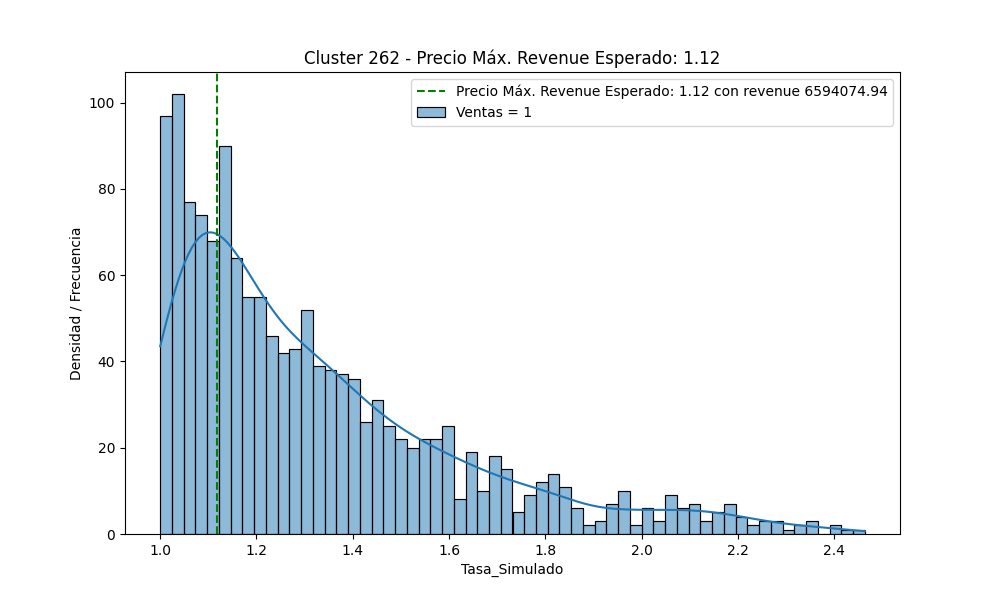 Cluster 262 - Precio Máx. Revenue Esperado: 1.12
Precio Máx. Revenue Esperado: 1.12 con revenue 6594074.94
Ventas = 1
Densidad / Frecuencia
100
80
60
40
20
0
1.0 1.2 1.4 1.6 1.8 2.0 2.2 2.4
Tasa_Simulado